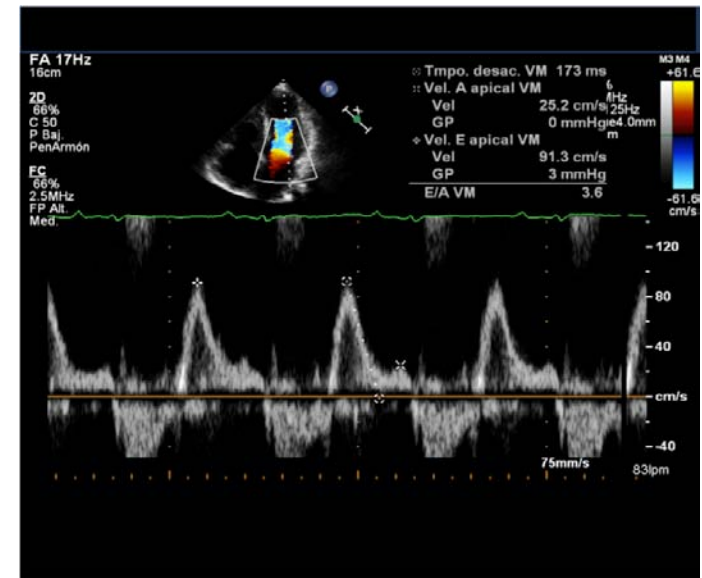 FA 17Hz
16cm
2D
66%
C 50
P Baj.
PenArmón
FC
66%
2.5MHz
FP Alt.
Med.
P
Tmpo. desac. VM 173 ms
Vel. A apical VM
Vel 25.2 cm/s
GP 0 mmHg
Vel. E apical VM
Vel 91.3 cm/s
GP 3 mmHg
E/A VM 3.6
M3 M4
+61.6
-61.6
cm/s
-120
-80
-40
cm/s
-40
75mm/s
83lpm